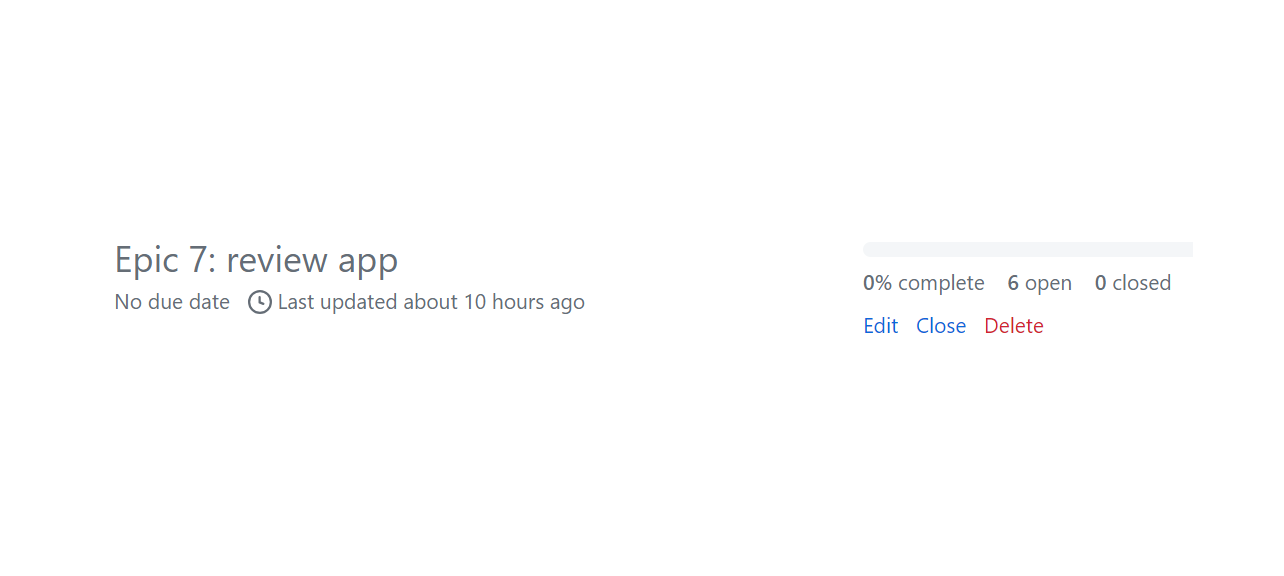 Epic 7: review app
No due date Last updated about 10 hours ago
0% complete 6 open 0 closed
Edit Close Delete